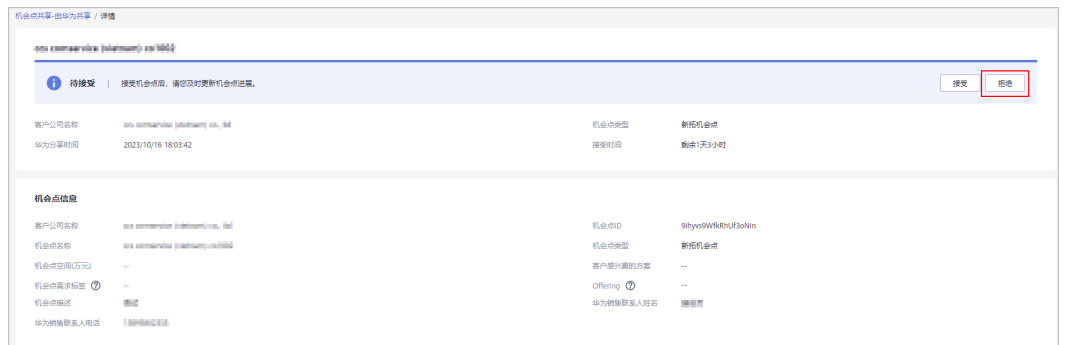 机会点共享-由华为共享 / 详情
待接受 | 接受机会点后，请您及时更新机会点进展。 接受 拒绝
客户公司名称 机会点类型 新拓机会点
华为分享时间 2023/10/16 18:03:42 接受时间 剩余1天3小时
机会点信息
客户公司名称 机会点ID 9Ihyvs9WfkRhUf3oNin
机会点名称 机会点类型 新拓机会点
机会点空间(万元) -- 客户感兴趣的方案 --
机会点需求标签 ? -- Offering ? --
机会点描述 华为销售联系人姓名
华为销售联系人电话